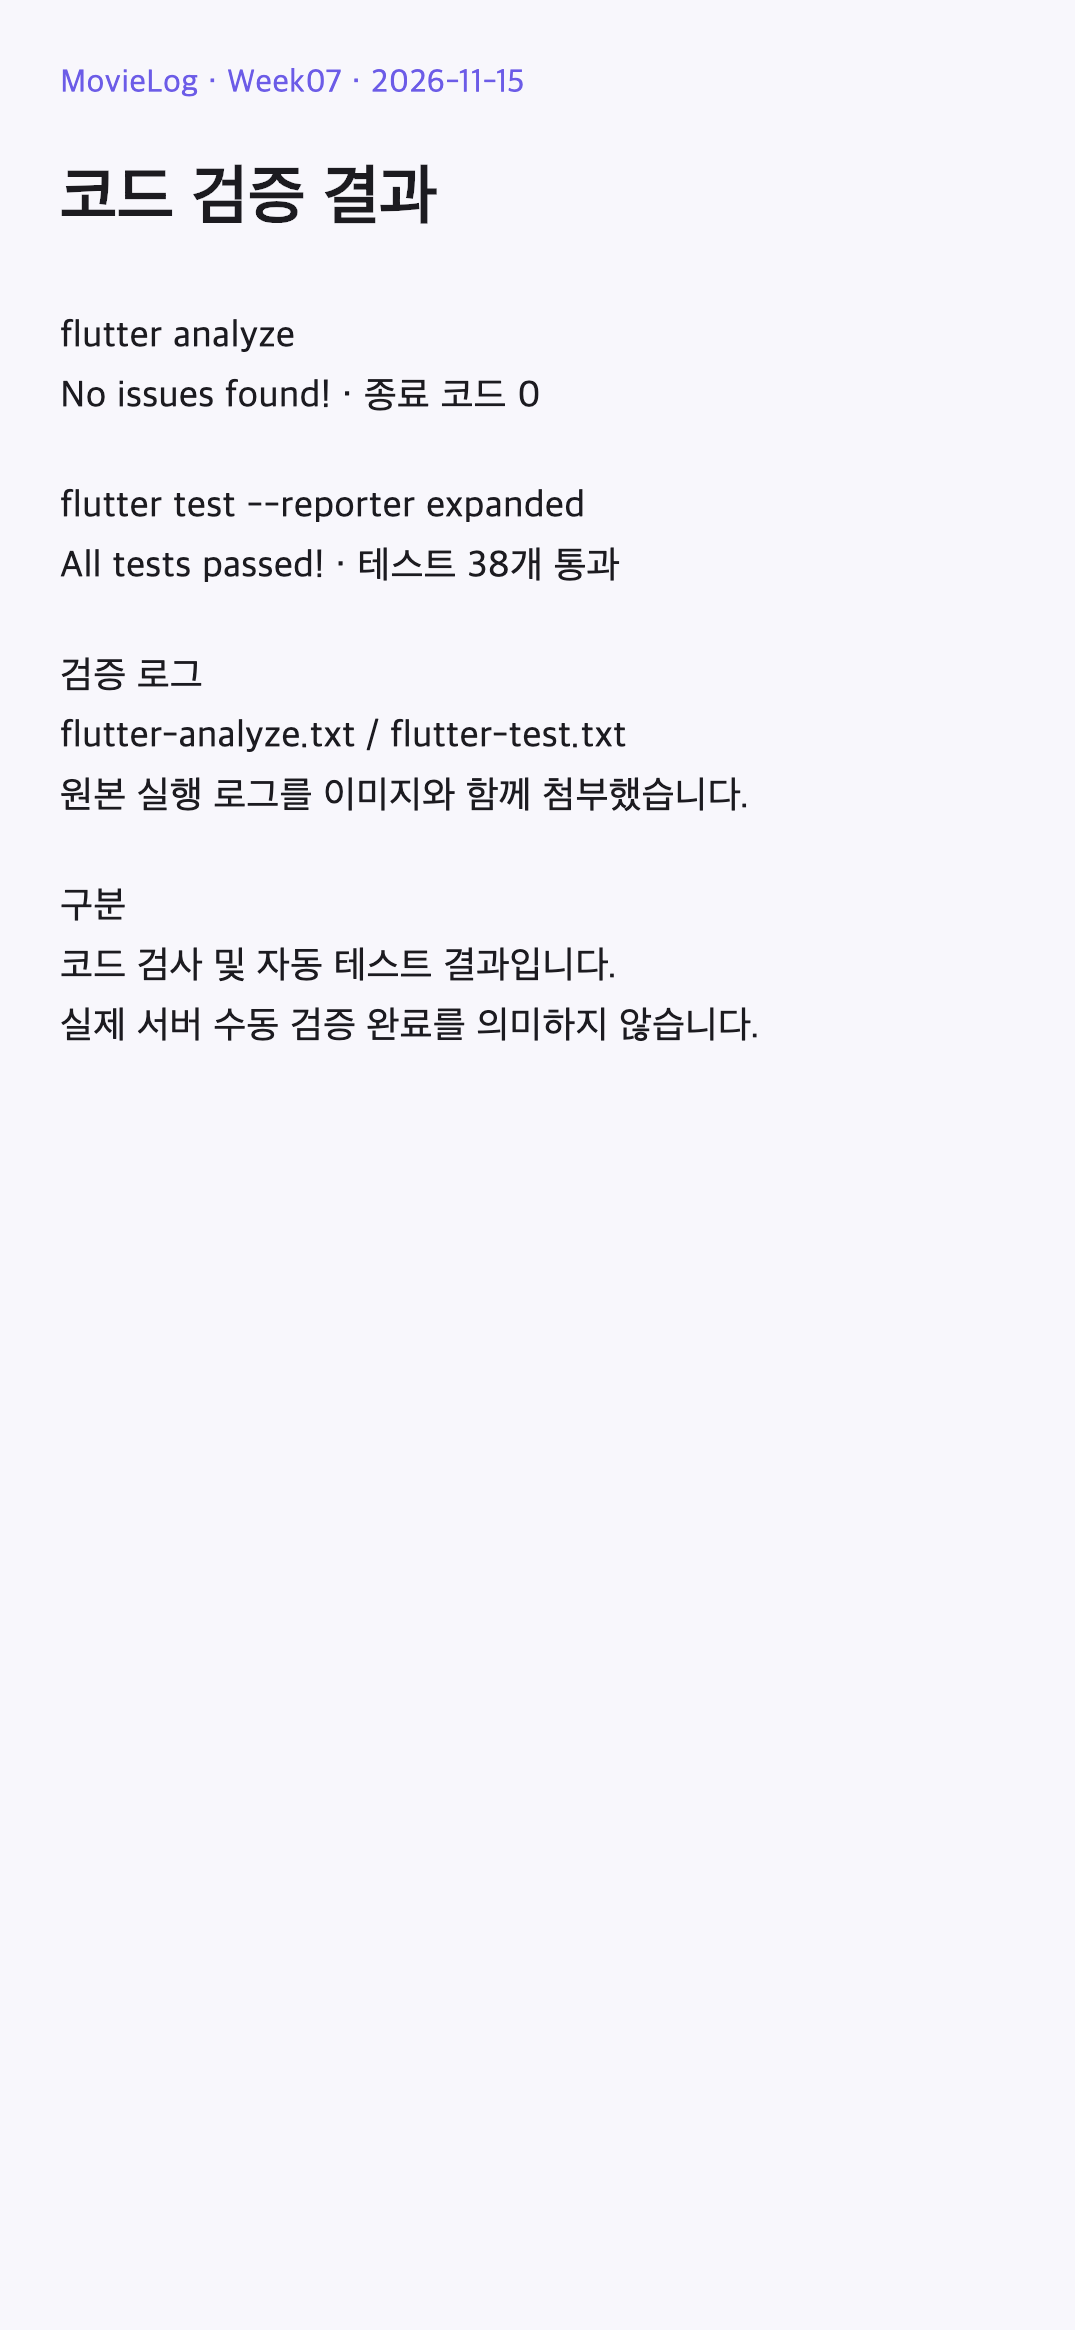 MovieLog · Week07 · 2026-11-15
코드 검증 결과
flutter analyze
No issues found! · 종료 코드 0
flutter test --reporter expanded
All tests passed! · 테스트 38개 통과
검증 로그
flutter-analyze.txt / flutter-test.txt
원본 실행 로그를 이미지와 함께 첨부했습니다.
구분
코드 검사 및 자동 테스트 결과입니다.
실제 서버 수동 검증 완료를 의미하지 않습니다.